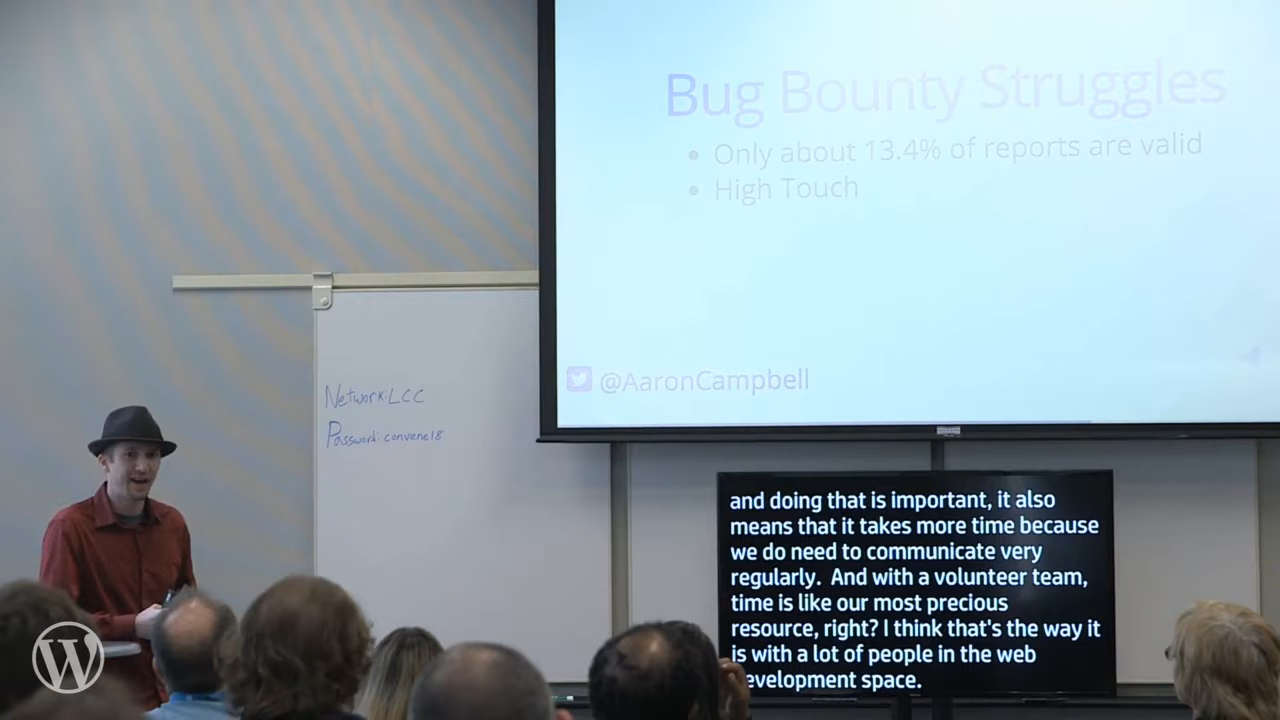 Bug Bounty Struggles
• Only about 13.4% of reports are valid
• High Touch
@AaronCampbell
Network: LCC
Password: convene18
and doing that is important, it also
means that it takes more time because
we do need to communicate very
regularly. And with a volunteer team,
time is like our most precious
resource, right? I think that's the way it
is with a lot of people in the web
evelopment space.